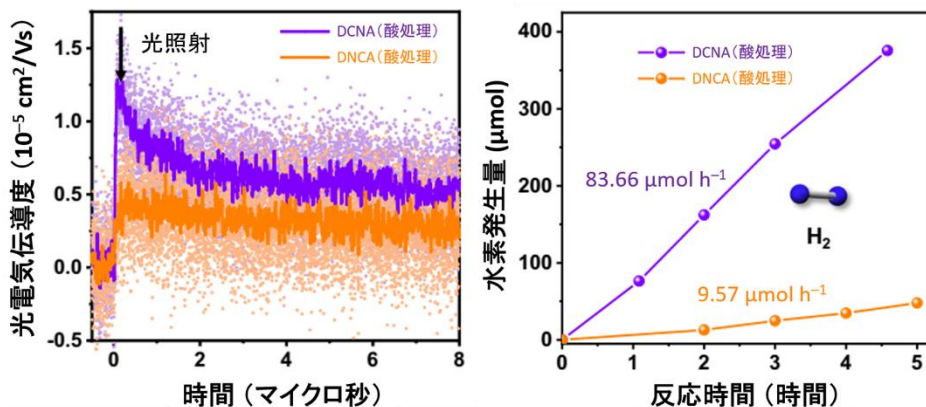 光電気伝導度 (10⁻⁵ cm²/Vs)
1.5
1.0
0.5
0.0
-0.5
光照射
DCNA(酸処理)
DNCA(酸処理)
0 2 4 6 8
時間(マイクロ秒)
水素発生量 (μmol)
400
300
200
100
0
DCNA(酸処理)
DNCA(酸処理)
83.66 μmol h⁻¹
H₂
9.57 μmol h⁻¹
0 1 2 3 4 5
反応時間(時間)